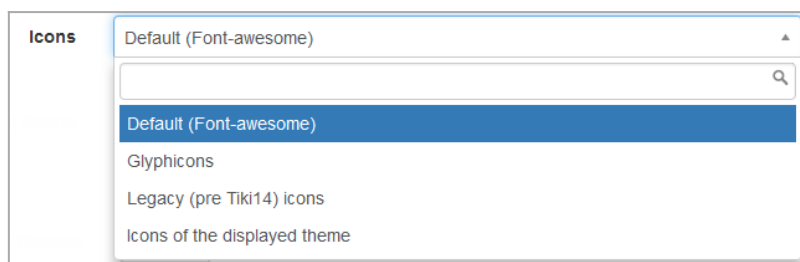 Icons Default (Font-awesome)
Default (Font-awesome)
Glyphicons
Legacy (pre Tiki14) icons
Icons of the displayed theme